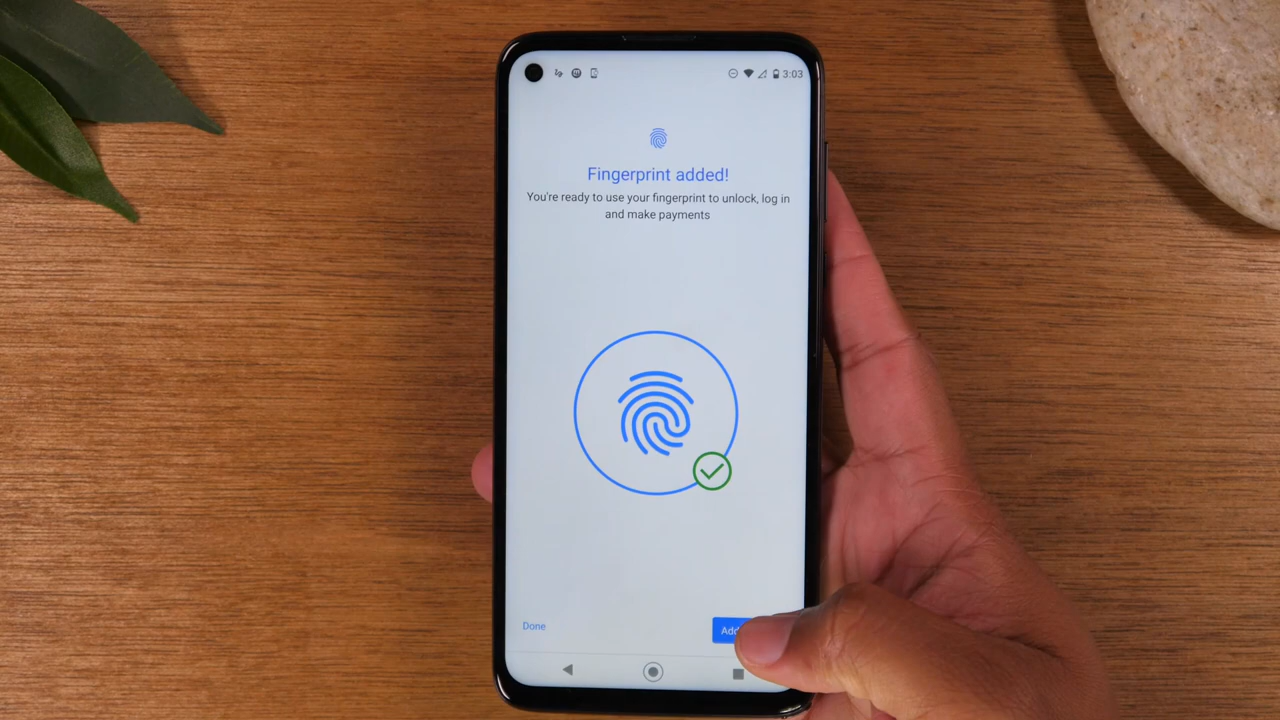 3:03
Fingerprint added!
You're ready to use your fingerprint to unlock, log in
and make payments
Done
Add